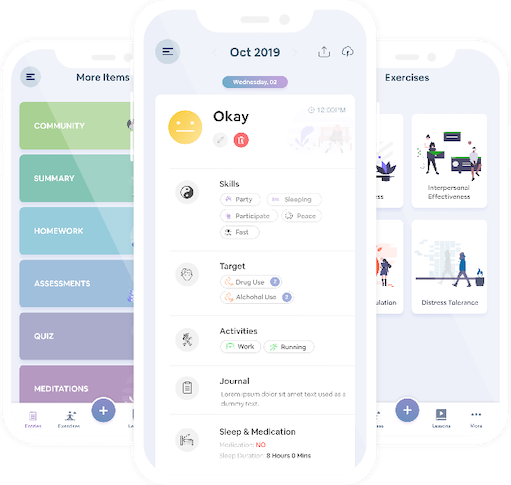 More Items
COMMUNITY
SUMMARY
HOMEWORK
ASSESSMENTS
QUIZ
MEDITATIONS
Entries
Exercises
Oct 2019
Wednesday, 02
12:00PM
Okay
Skills
Party
Sleeping
Participate
Peace
Fast
Target
Drug Use
2
Alchohal Use
2
Activities
Work
Running
Journal
Lorem ipsom dolor sit amot text used as a
dummy text.
Sleep & Medication
Medication: NO
Sleep Duration: 8 Hours 0 Mins
Exercises
Interpersonal
Effectiveness
Distress Tolerance
Lessons
More